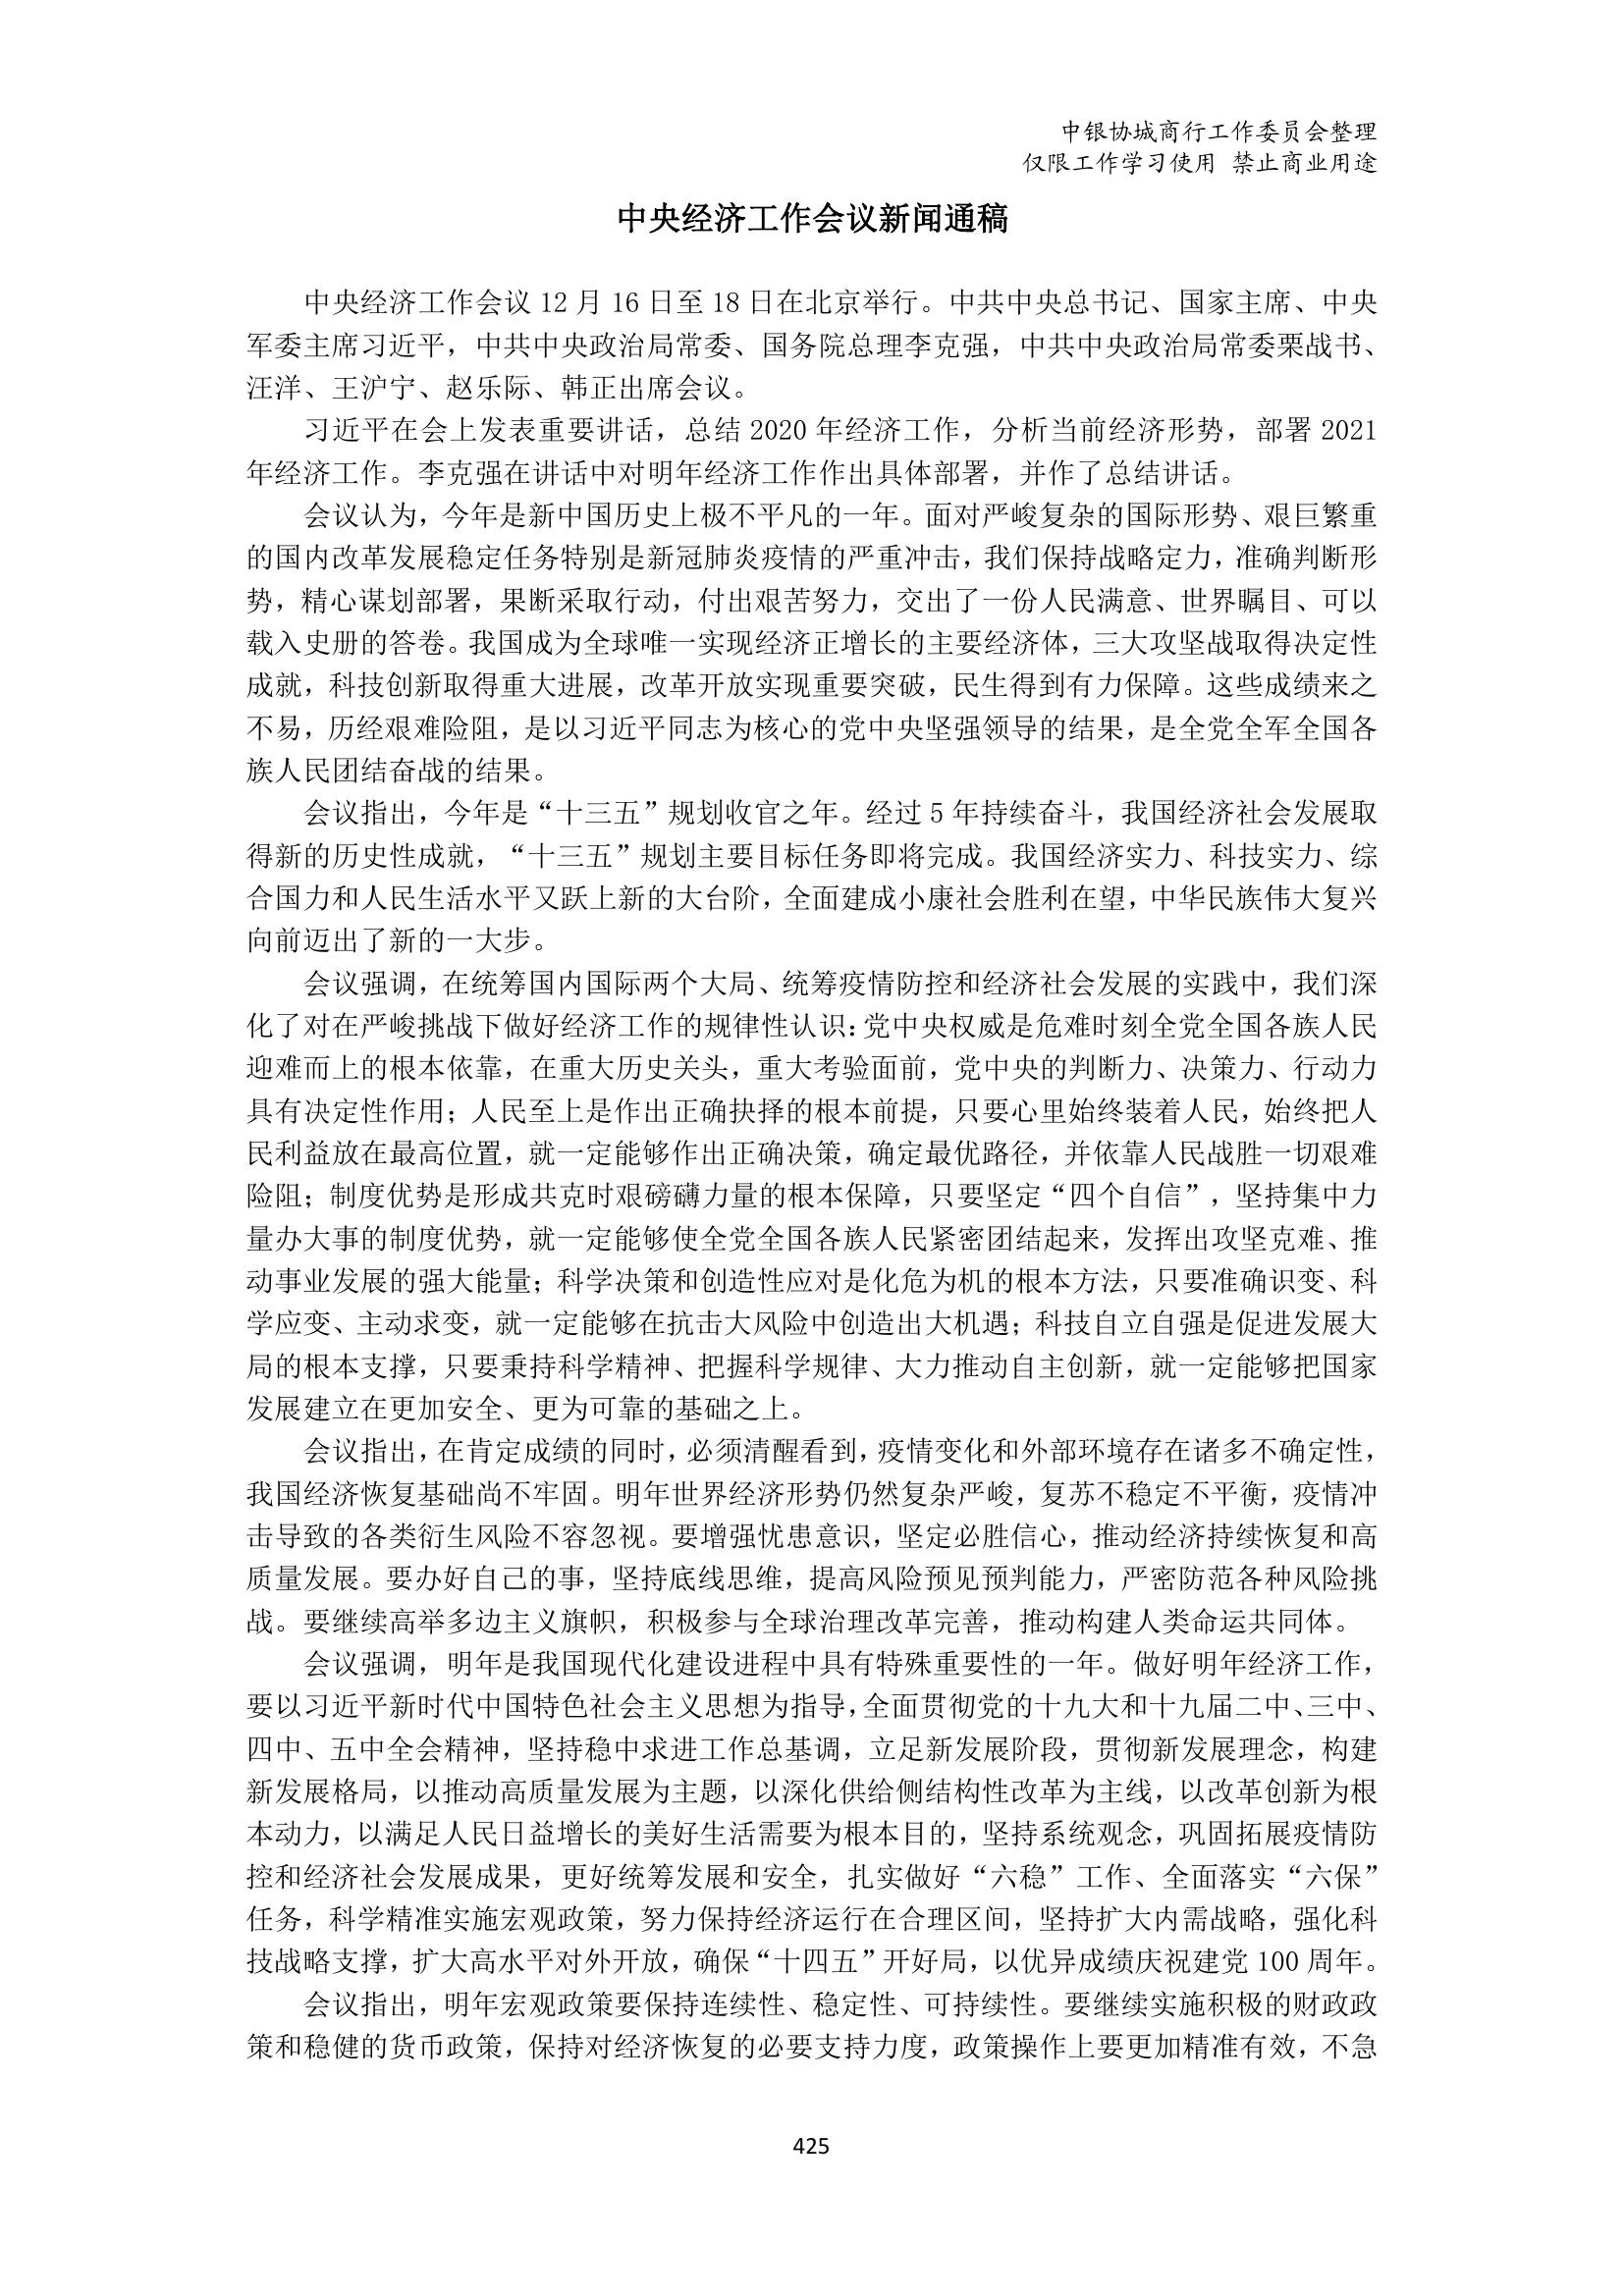 中银协城商行工作委员会整理
仅限工作学习使用 禁止商业用途
中央经济工作会议新闻通稿
中央经济工作会议 12 月 16 日至 18 日在北京举行。中共中央总书记、国家主席、中央
军委主席习近平，中共中央政治局常委、国务院总理李克强，中共中央政治局常委栗战书、
汪洋、王沪宁、赵乐际、韩正出席会议。
习近平在会上发表重要讲话，总结 2020 年经济工作，分析当前经济形势，部署 2021
年经济工作。李克强在讲话中对明年经济工作作出具体部署，并作了总结讲话。
会议认为，今年是新中国历史上极不平凡的一年。面对严峻复杂的国际形势、艰巨繁重
的国内改革发展稳定任务特别是新冠肺炎疫情的严重冲击，我们保持战略定力，准确判断形
势，精心谋划部署，果断采取行动，付出艰苦努力，交出了一份人民满意、世界瞩目、可以
载入史册的答卷。我国成为全球唯一实现经济正增长的主要经济体，三大攻坚战取得决定性
成就，科技创新取得重大进展，改革开放实现重要突破，民生得到有力保障。这些成绩来之
不易，历经艰难险阻，是以习近平同志为核心的党中央坚强领导的结果，是全党全军全国各
族人民团结奋战的结果。
会议指出，今年是“十三五”规划收官之年。经过 5 年持续奋斗，我国经济社会发展取
得新的历史性成就，“十三五”规划主要目标任务即将完成。我国经济实力、科技实力、综
合国力和人民生活水平又跃上新的大台阶，全面建成小康社会胜利在望，中华民族伟大复兴
向前迈出了新的一大步。
会议强调，在统筹国内国际两个大局、统筹疫情防控和经济社会发展的实践中，我们深
化了对在严峻挑战下做好经济工作的规律性认识：党中央权威是危难时刻全党全国各族人民
迎难而上的根本依靠，在重大历史关头，重大考验面前，党中央的判断力、决策力、行动力
具有决定性作用；人民至上是作出正确抉择的根本前提，只要心里始终装着人民，始终把人
民利益放在最高位置，就一定能够作出正确决策，确定最优路径，并依靠人民战胜一切艰难
险阻；制度优势是形成共克时艰磅礴力量的根本保障，只要坚定“四个自信”，坚持集中力
量办大事的制度优势，就一定能够使全党全国各族人民紧密团结起来，发挥出攻坚克难、推
动事业发展的强大能量；科学决策和创造性应对是化危为机的根本方法，只要准确识变、科
学应变、主动求变，就一定能够在抗击大风险中创造出大机遇；科技自立自强是促进发展大
局的根本支撑，只要秉持科学精神、把握科学规律、大力推动自主创新，就一定能够把国家
发展建立在更加安全、更为可靠的基础之上。
会议指出，在肯定成绩的同时，必须清醒看到，疫情变化和外部环境存在诸多不确定性，
我国经济恢复基础尚不牢固。明年世界经济形势仍然复杂严峻，复苏不稳定不平衡，疫情冲
击导致的各类衍生风险不容忽视。要增强忧患意识，坚定必胜信心，推动经济持续恢复和高
质量发展。要办好自己的事，坚持底线思维，提高风险预见预判能力，严密防范各种风险挑
战。要继续高举多边主义旗帜，积极参与全球治理改革完善，推动构建人类命运共同体。
会议强调，明年是我国现代化建设进程中具有特殊重要性的一年。做好明年经济工作，
要以习近平新时代中国特色社会主义思想为指导，全面贯彻党的十九大和十九届二中、三中、
四中、五中全会精神，坚持稳中求进工作总基调，立足新发展阶段，贯彻新发展理念，构建
新发展格局，以推动高质量发展为主题，以深化供给侧结构性改革为主线，以改革创新为根
本动力，以满足人民日益增长的美好生活需要为根本目的，坚持系统观念，巩固拓展疫情防
控和经济社会发展成果，更好统筹发展和安全，扎实做好“六稳”工作、全面落实“六保”
任务，科学精准实施宏观政策，努力保持经济运行在合理区间，坚持扩大内需战略，强化科
技战略支撑，扩大高水平对外开放，确保“十四五”开好局，以优异成绩庆祝建党 100 周年。
会议指出，明年宏观政策要保持连续性、稳定性、可持续性。要继续实施积极的财政政
策和稳健的货币政策，保持对经济恢复的必要支持力度，政策操作上要更加精准有效，不急
425